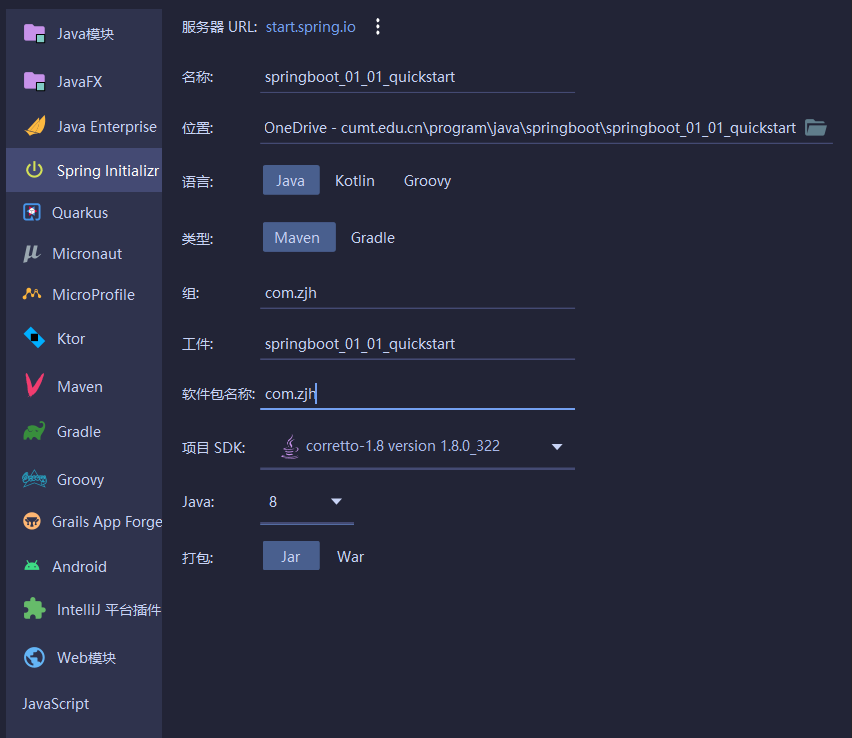 Java模块
JavaFX
Java Enterprise
Spring Initializr
Quarkus
Micronaut
MicroProfile
Ktor
Maven
Gradle
Groovy
Grails App Forge
Android
IntelliJ 平台插件
Web模块
JavaScript
服务器 URL: start.spring.io
名称: springboot_01_01_quickstart
位置: OneDrive - cumt.edu.cn\program\java\springboot\springboot_01_01_quickstart
语言: Java Kotlin Groovy
类型: Maven Gradle
组: com.zjh
工件: springboot_01_01_quickstart
软件包名称: com.zjh
项目 SDK: corretto-1.8 version 1.8.0_322
Java: 8
打包: Jar War